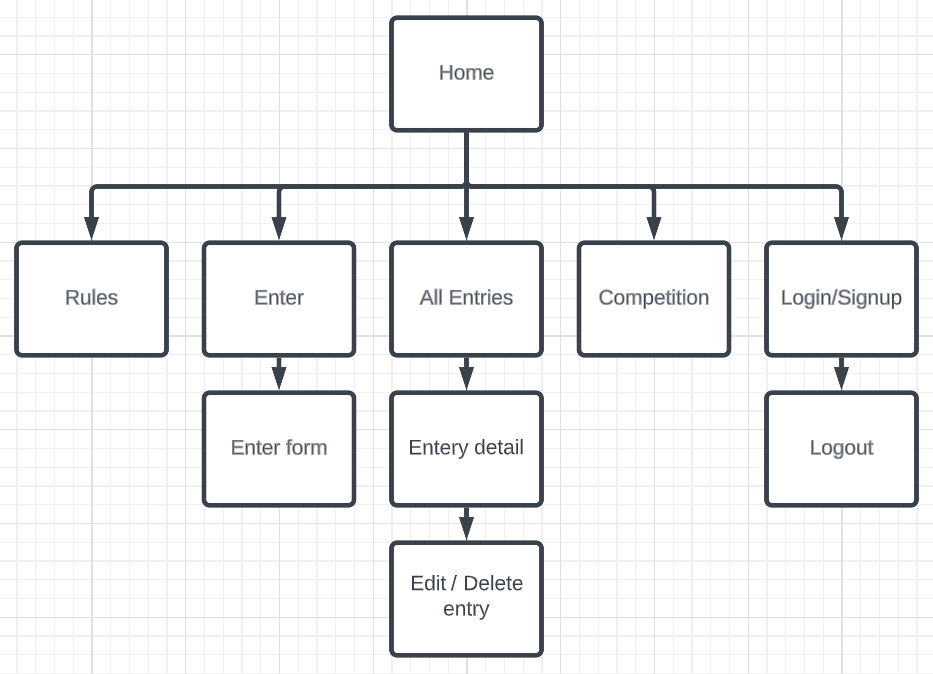 Home
Rules
Enter
All Entries
Competition
Login/Signup
Enter form
Entery detail
Logout
Edit / Delete
entry